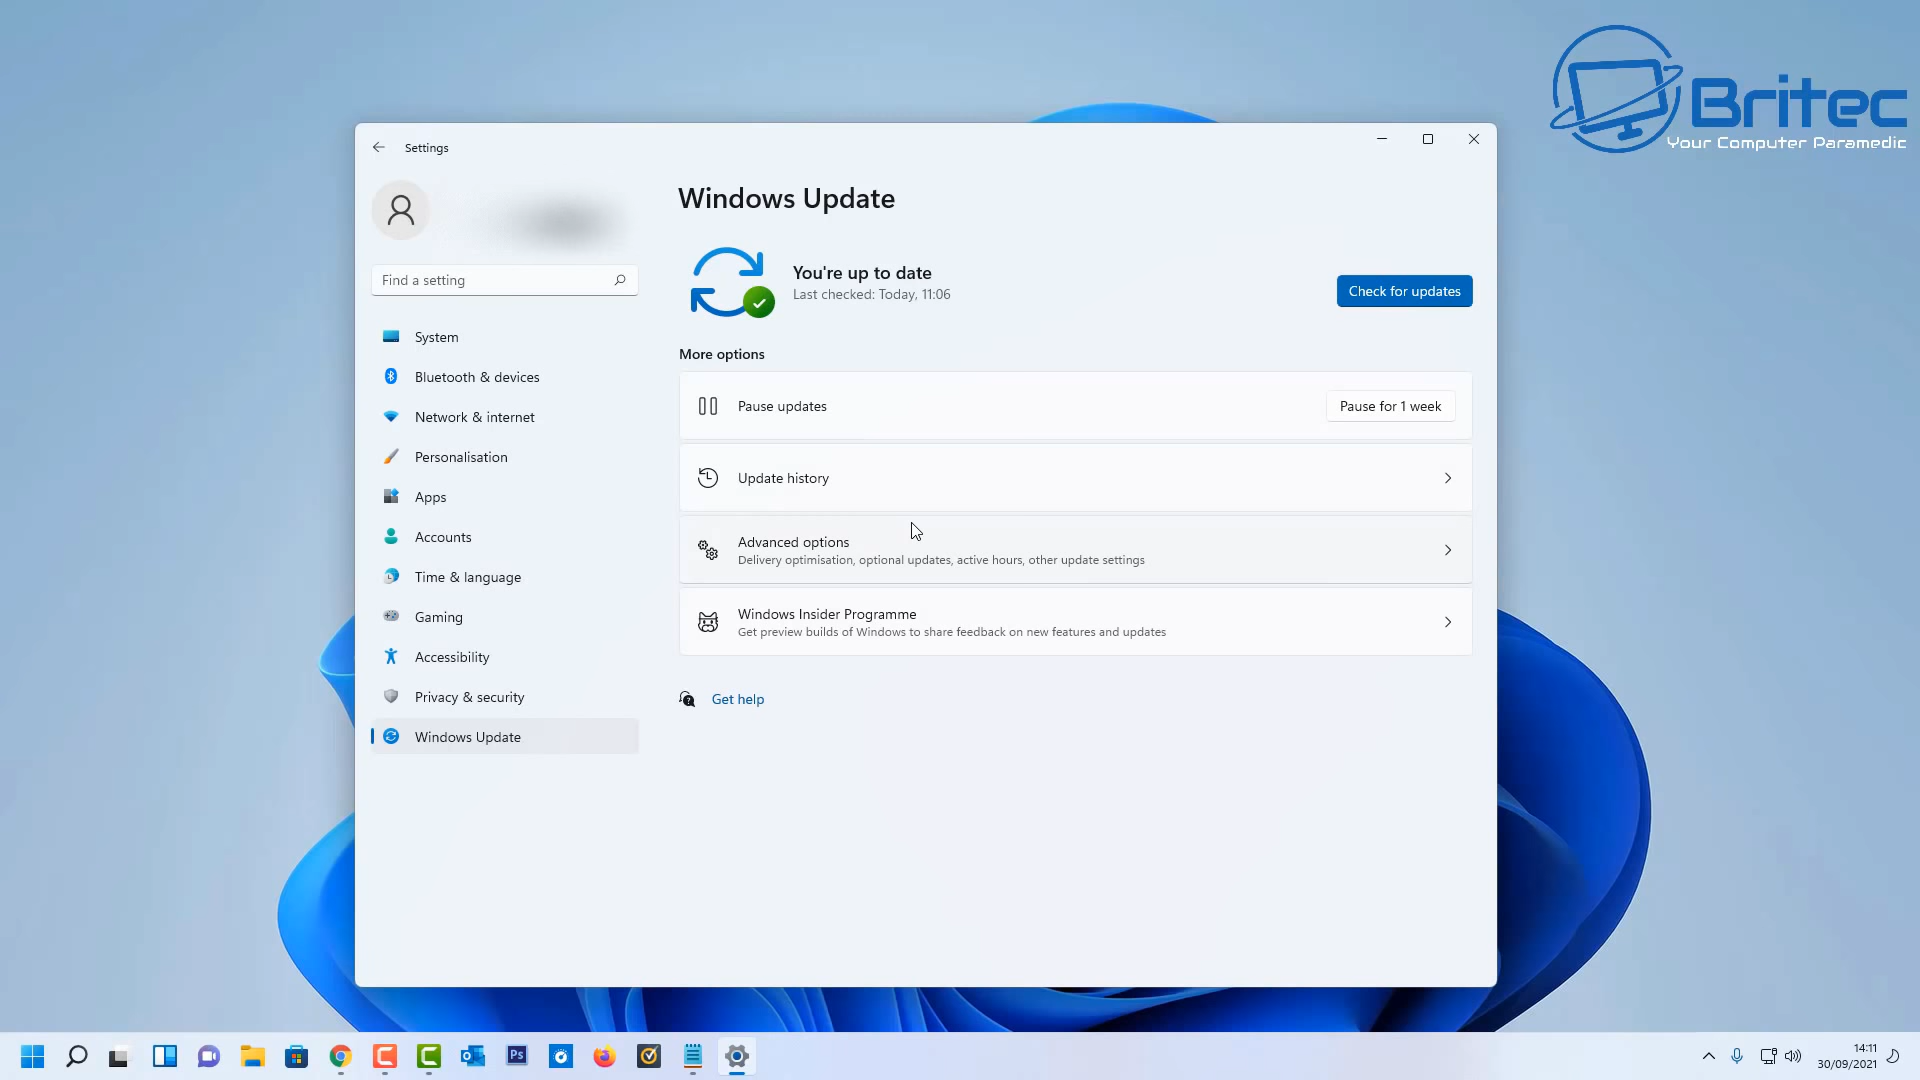 Britec
Your Computer Paramedic
Settings
Find a setting
System
Bluetooth & devices
Network & internet
Personalisation
Apps
Accounts
Time & language
Gaming
Accessibility
Privacy & security
Windows Update
Windows Update
You're up to date
Last checked: Today, 11:06
Check for updates
More options
Pause updates
Pause for 1 week
Update history
Advanced options
Delivery optimisation, optional updates, active hours, other update settings
Windows Insider Programme
Get preview builds of Windows to share feedback on new features and updates
Get help
Ps
14:11
30/09/2021